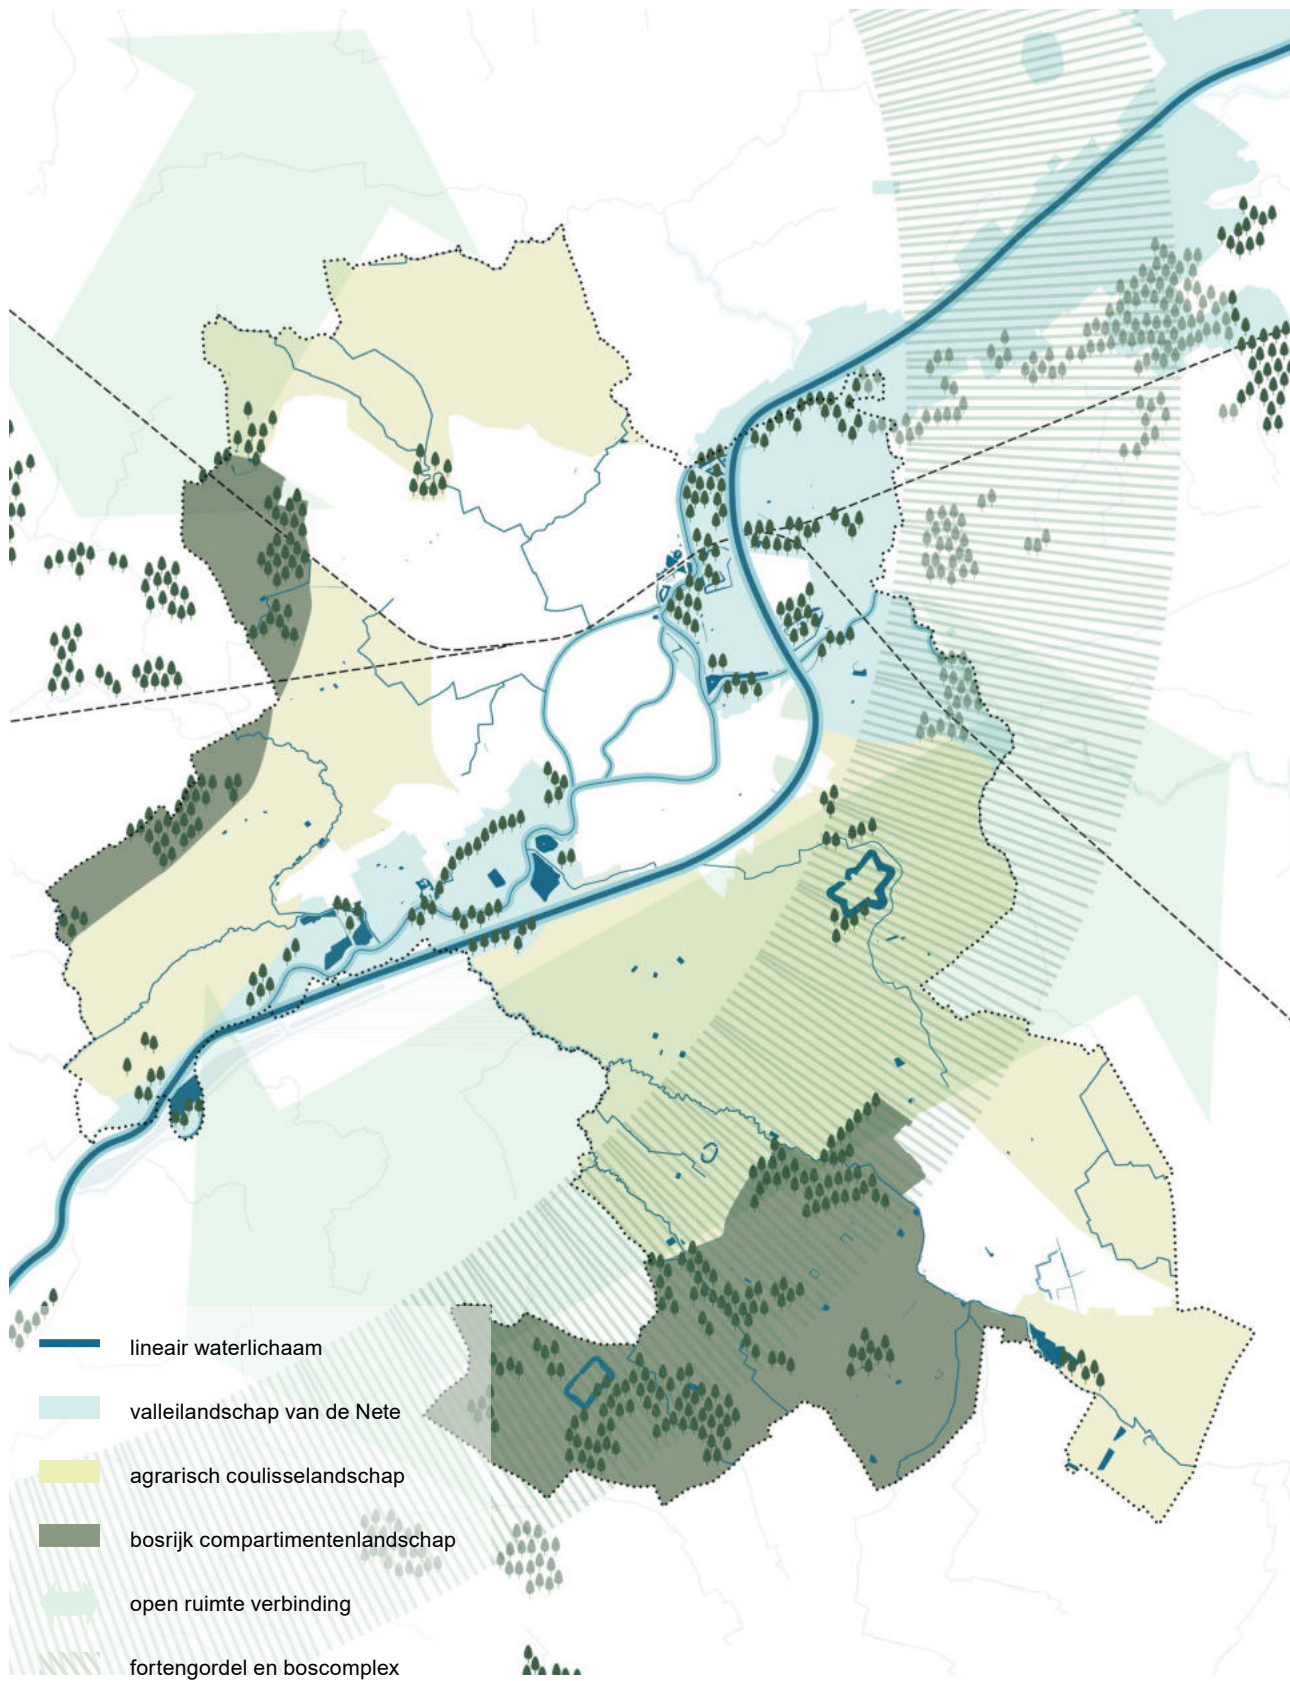 lineair waterlichaam
valleilandschap van de Nete
agrarisch coulisselandschap
bosrijk compartimentenlandschap
open ruimte verbinding
fortengordel en boscomplex